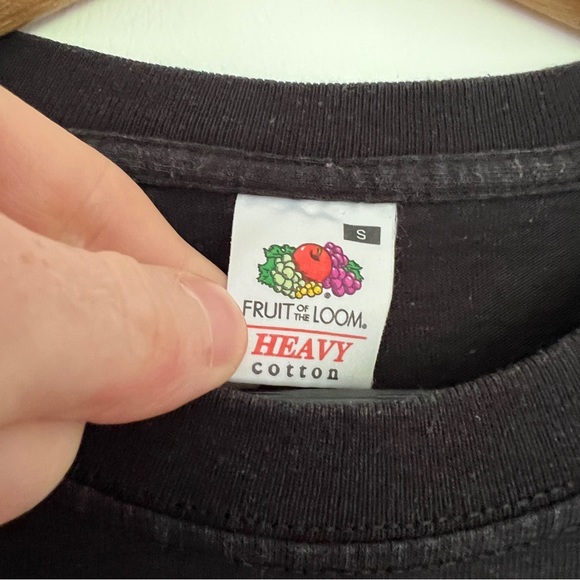 S
FRUIT OF THE LOOM®
HEAVY
cotton